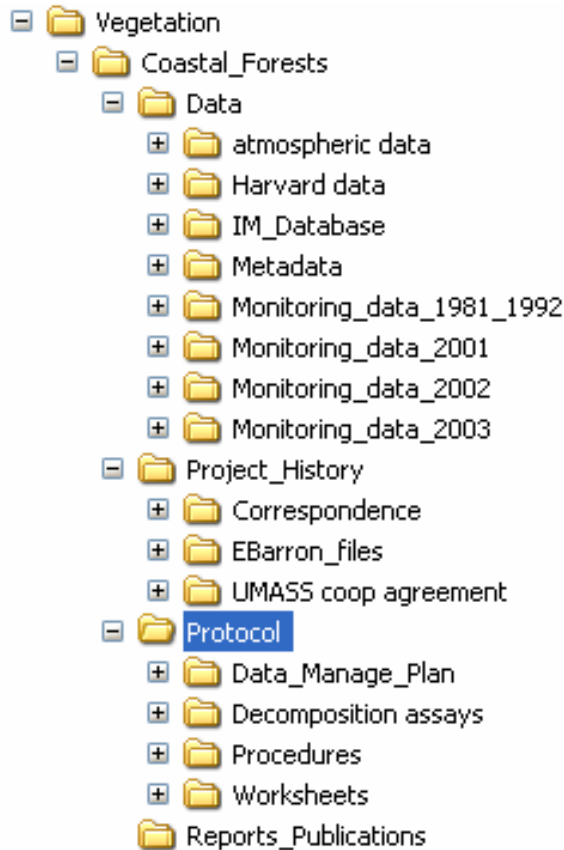 Vegetation
Coastal_Forests
Data
atmospheric data
Harvard data
IM_Database
Metadata
Monitoring_data_1981_1992
Monitoring_data_2001
Monitoring_data_2002
Monitoring_data_2003
Project_History
Correspondence
EBarron_files
UMASS coop agreement
Protocol
Data_Manage_Plan
Decomposition assays
Procedures
Worksheets
Reports_Publications